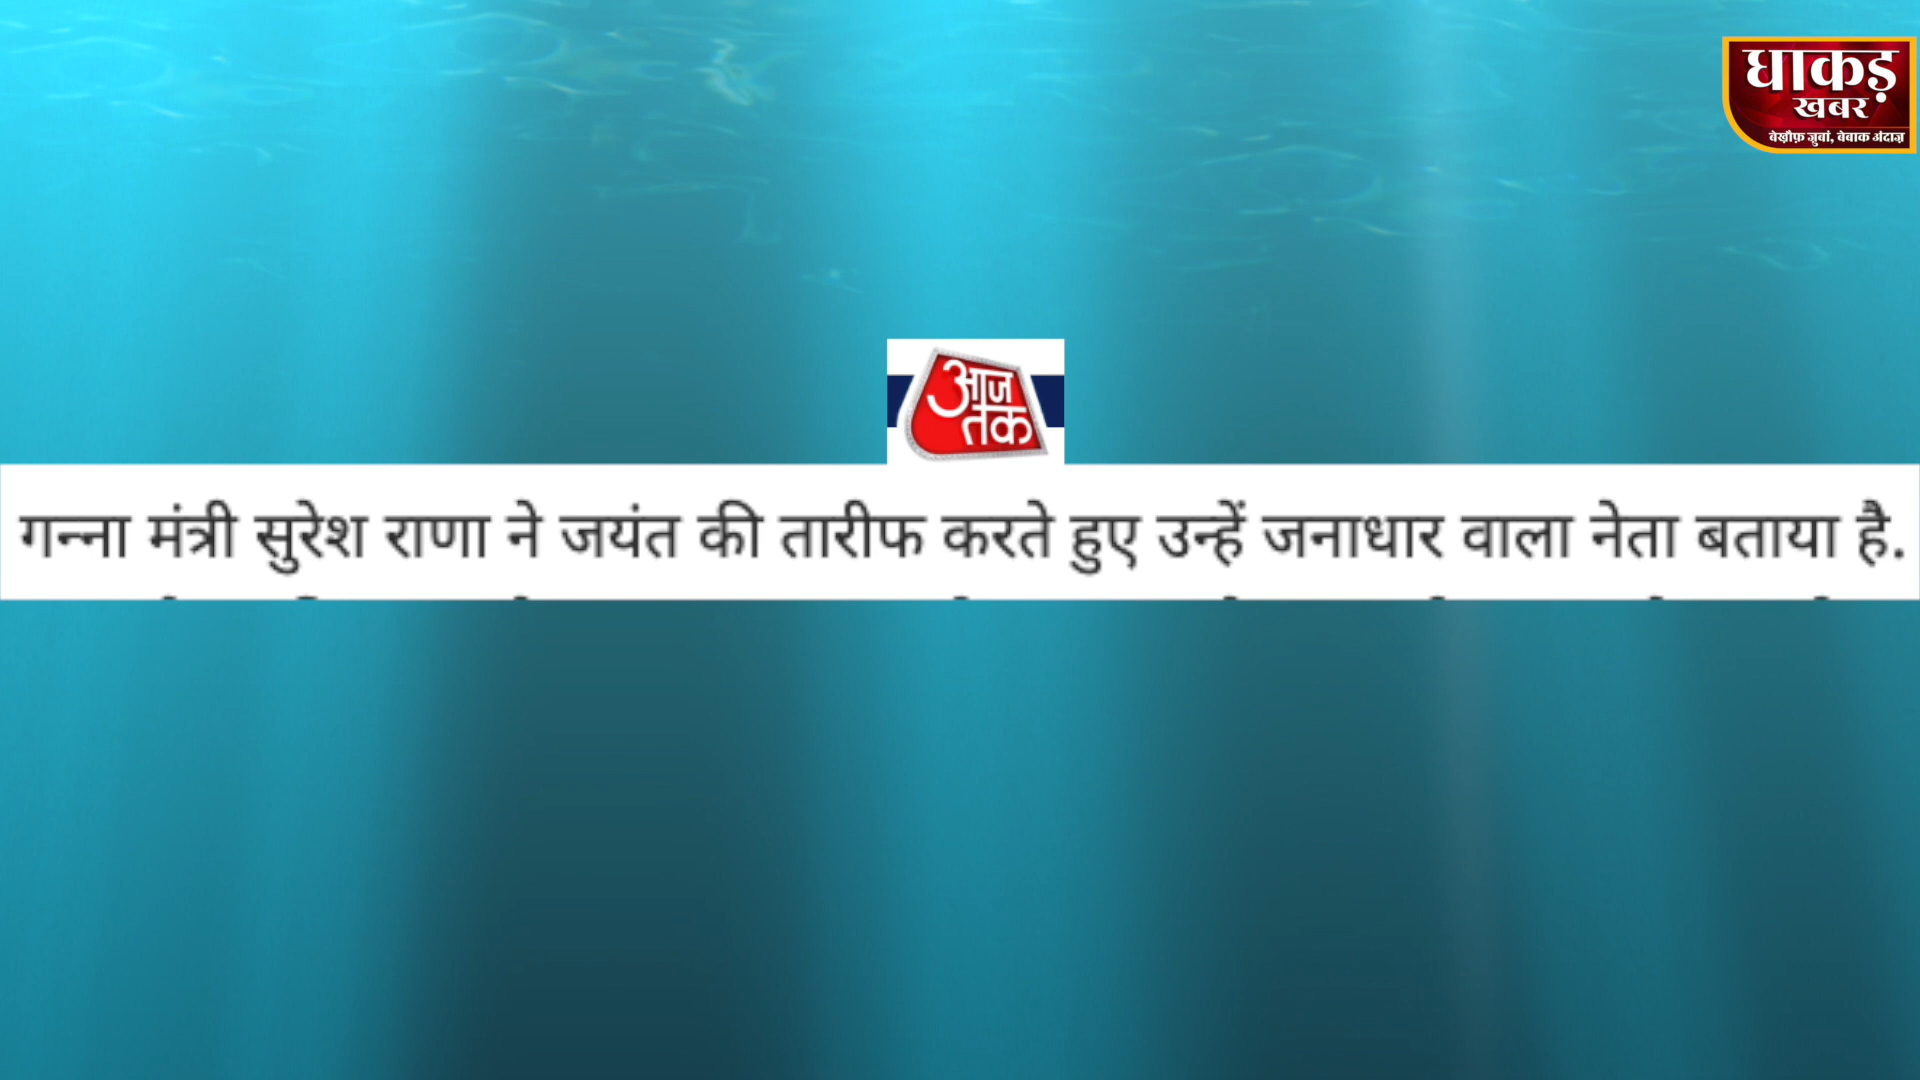 धाकड़
खबर
बेख़ौफ़ जुबां, बेबाक अंदाज़
आज
तक
गन्ना मंत्री सुरेश राणा ने जयंत की तारीफ करते हुए उन्हें जनाधार वाला नेता बताया है.